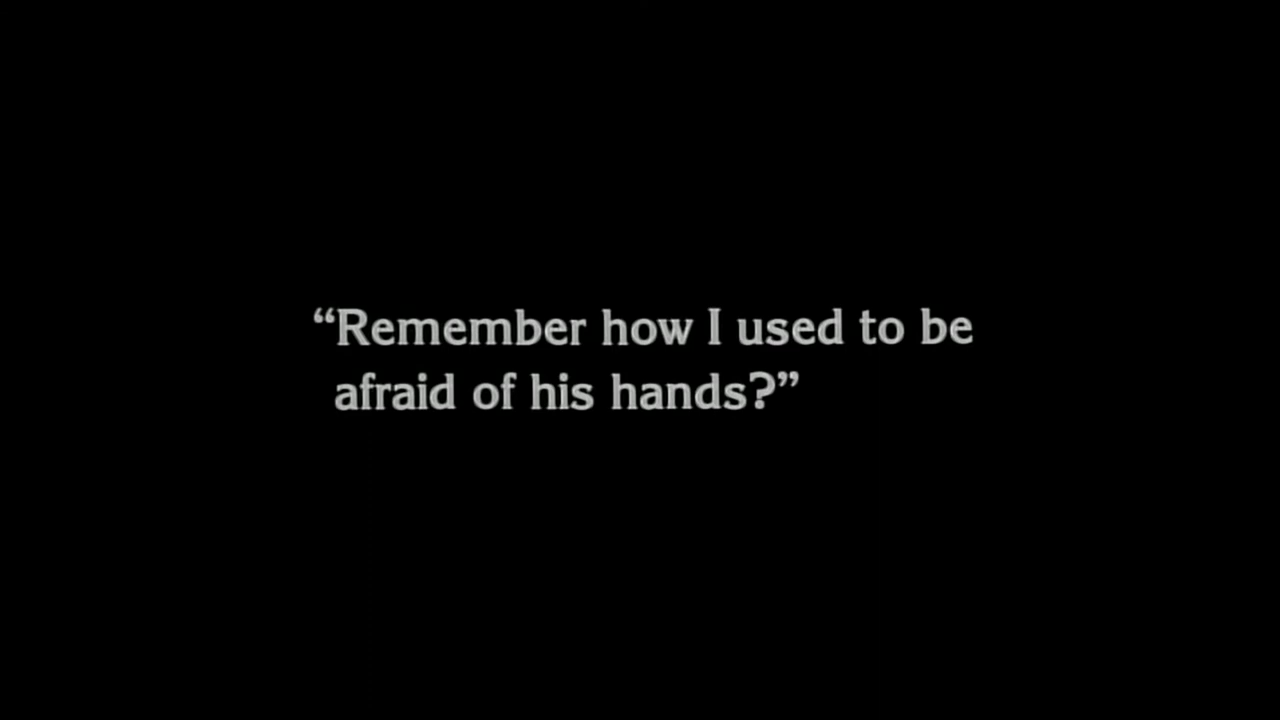 “Remember how I used to be
afraid of his hands?”